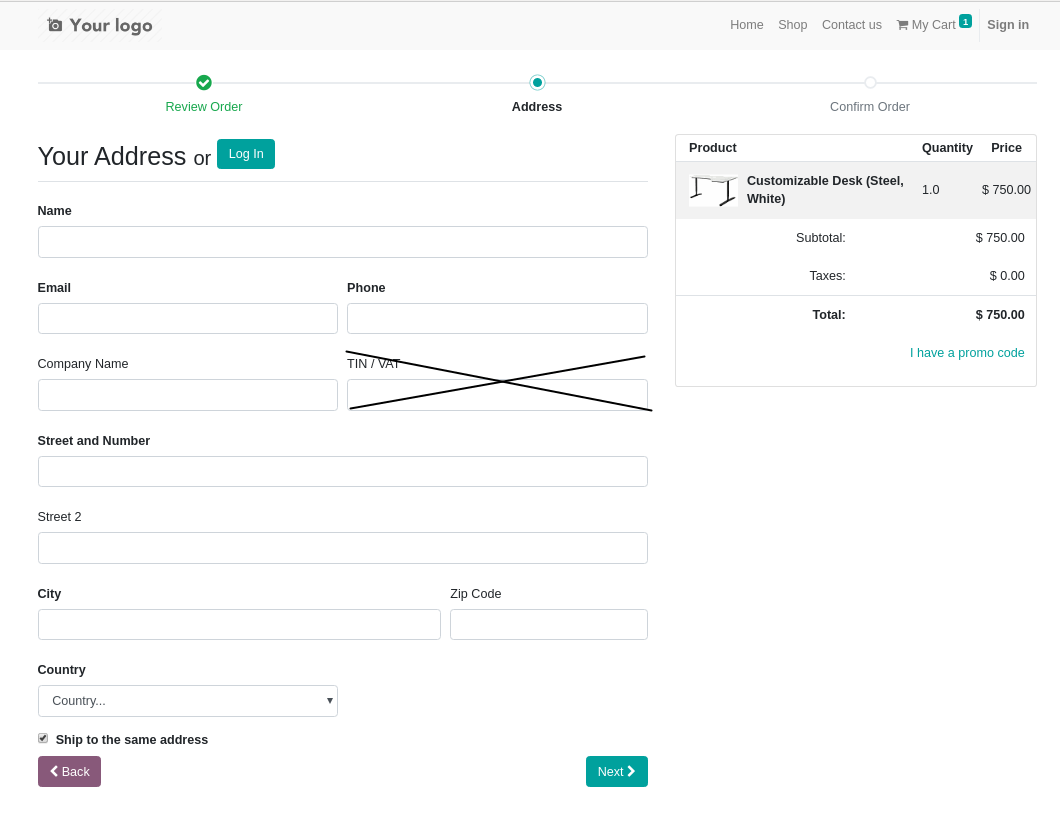 Your logo
Home Shop Contact us My Cart 1 Sign in
Review Order Address Confirm Order
Your Address or Log In
Name
Email Phone
Company Name TIN / VAT
Street and Number
Street 2
City Zip Code
Country
Country...
Ship to the same address
Back Next
Product Quantity Price
Customizable Desk (Steel,
White) 1.0 $ 750.00
Subtotal: $ 750.00
Taxes: $ 0.00
Total: $ 750.00
I have a promo code